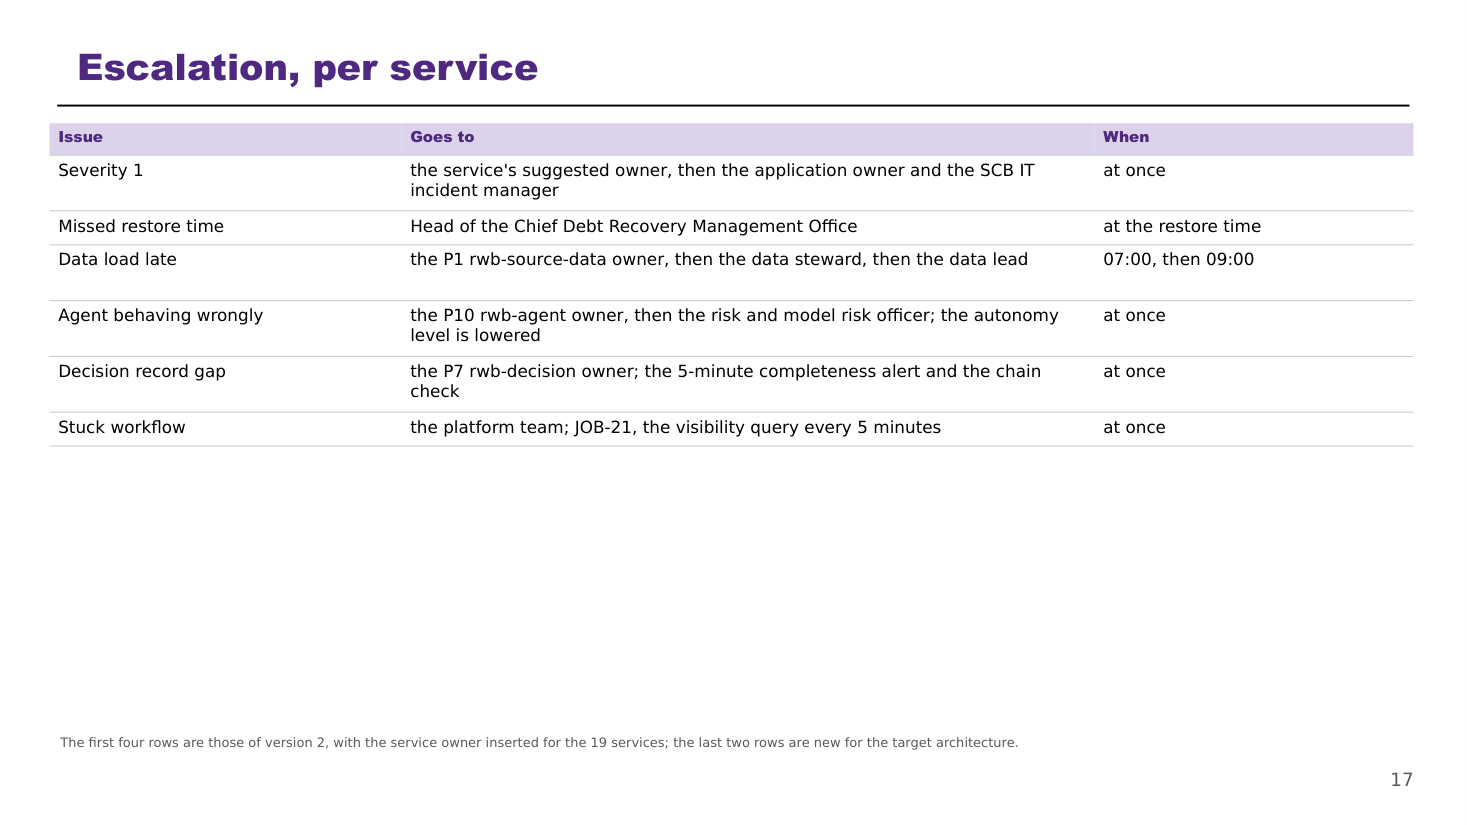 Escalation, per service
Issue Goes to When
Severity 1 the service's suggested owner, then the application owner and the SCB IT at once
incident manager
Missed restore time Head of the Chief Debt Recovery Management Office at the restore time
Data load late the P1 rwb-source-data owner, then the data steward, then the data lead 07:00, then 09:00
Agent behaving wrongly the P10 rwb-agent owner, then the risk and model risk officer; the autonomy at once
level is lowered
Decision record gap the P7 rwb-decision owner; the 5-minute completeness alert and the chain at once
check
Stuck workflow the platform team; JOB-21, the visibility query every 5 minutes at once
The first four rows are those of version 2, with the service owner inserted for the 19 services; the last two rows are new for the target architecture.
17